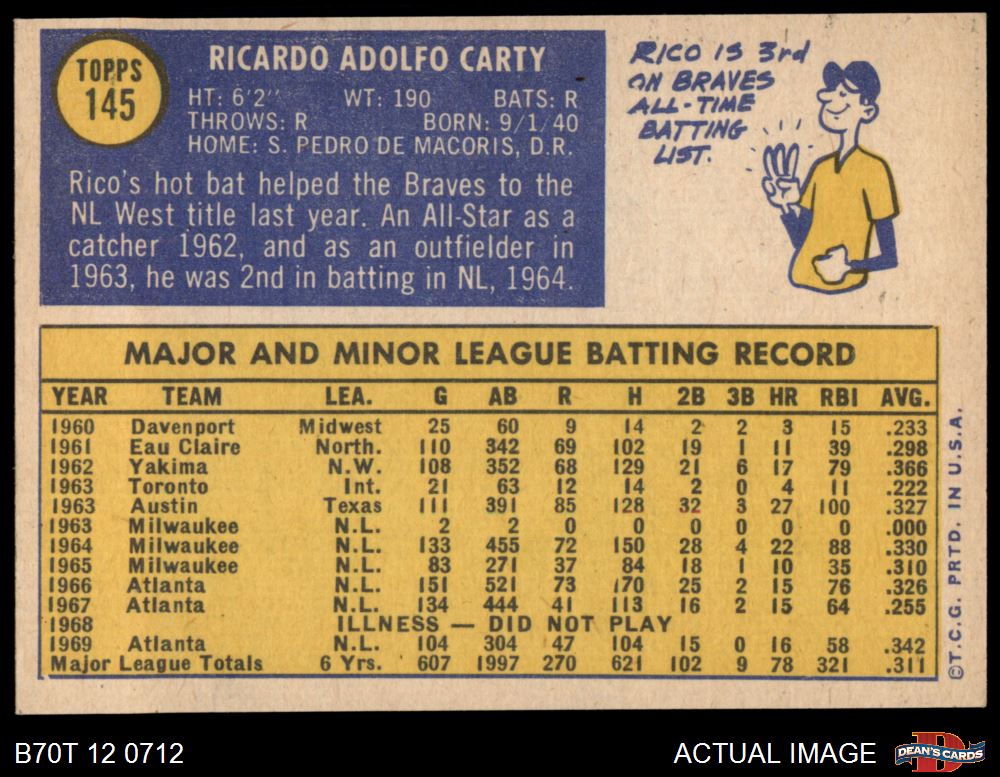 TOPPS
145
RICARDO ADOLFO CARTY
HT: 6'2" WT: 190 BATS: R
THROWS: R BORN: 9/1/40
HOME: S. PEDRO DE MACORIS, D.R.
Rico's hot bat helped the Braves to the
NL West title last year. An All-Star as a
catcher 1962, and as an outfielder in
1963, he was 2nd in batting in NL, 1964.
RICO IS 3rd
ON BRAVES
ALL-TIME
BATTING
LIST.
MAJOR AND MINOR LEAGUE BATTING RECORD
YEAR TEAM LEA. G AB R H 2B 3B HR RBI AVG.
1960 Davenport Midwest 25 60 9 14 2 2 3 15 .233
1961 Eau Claire North. 110 342 69 102 19 1 11 39 .298
1962 Yakima N.W. 108 352 68 129 21 6 17 79 .366
1963 Toronto Int. 21 63 12 14 2 0 4 11 .222
1963 Austin Texas 111 391 85 128 32 3 27 100 .327
1963 Milwaukee N.L. 2 2 0 0 0 0 0 0 .000
1964 Milwaukee N.L. 133 455 72 150 28 4 22 88 .330
1965 Milwaukee N.L. 83 271 37 84 18 1 10 35 .310
1966 Atlanta N.L. 151 521 73 170 25 2 15 76 .326
1967 Atlanta N.L. 134 444 41 113 16 2 15 64 .255
1968 ILLNESS — DID NOT PLAY
1969 Atlanta N.L. 104 304 47 104 15 0 16 58 .342
Major League Totals 6 Yrs. 607 1997 270 621 102 9 78 321 .311
©T.C.G. PRTD. IN U.S.A.
B70T 12 0712
ACTUAL IMAGE
DEAN'S CARDS